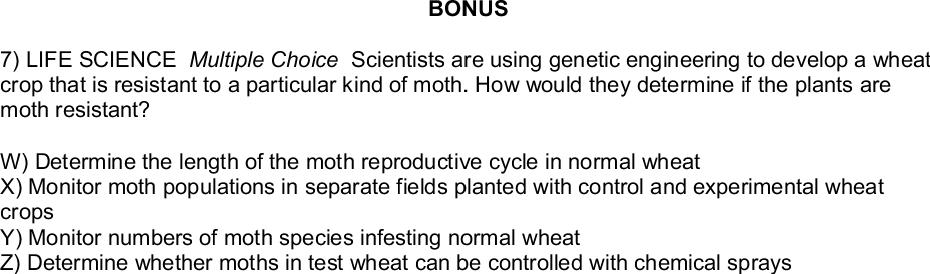 BONUS
7) LIFE SCIENCE Multiple Choice Scientists are using genetic engineering to develop a wheat
crop that is resistant to a particular kind of moth. How would they determine if the plants are
moth resistant?
W) Determine the length of the moth reproductive cycle in normal wheat
X) Monitor moth populations in separate fields planted with control and experimental wheat
crops
Y) Monitor numbers of moth species infesting normal wheat
Z) Determine whether moths in test wheat can be controlled with chemical sprays